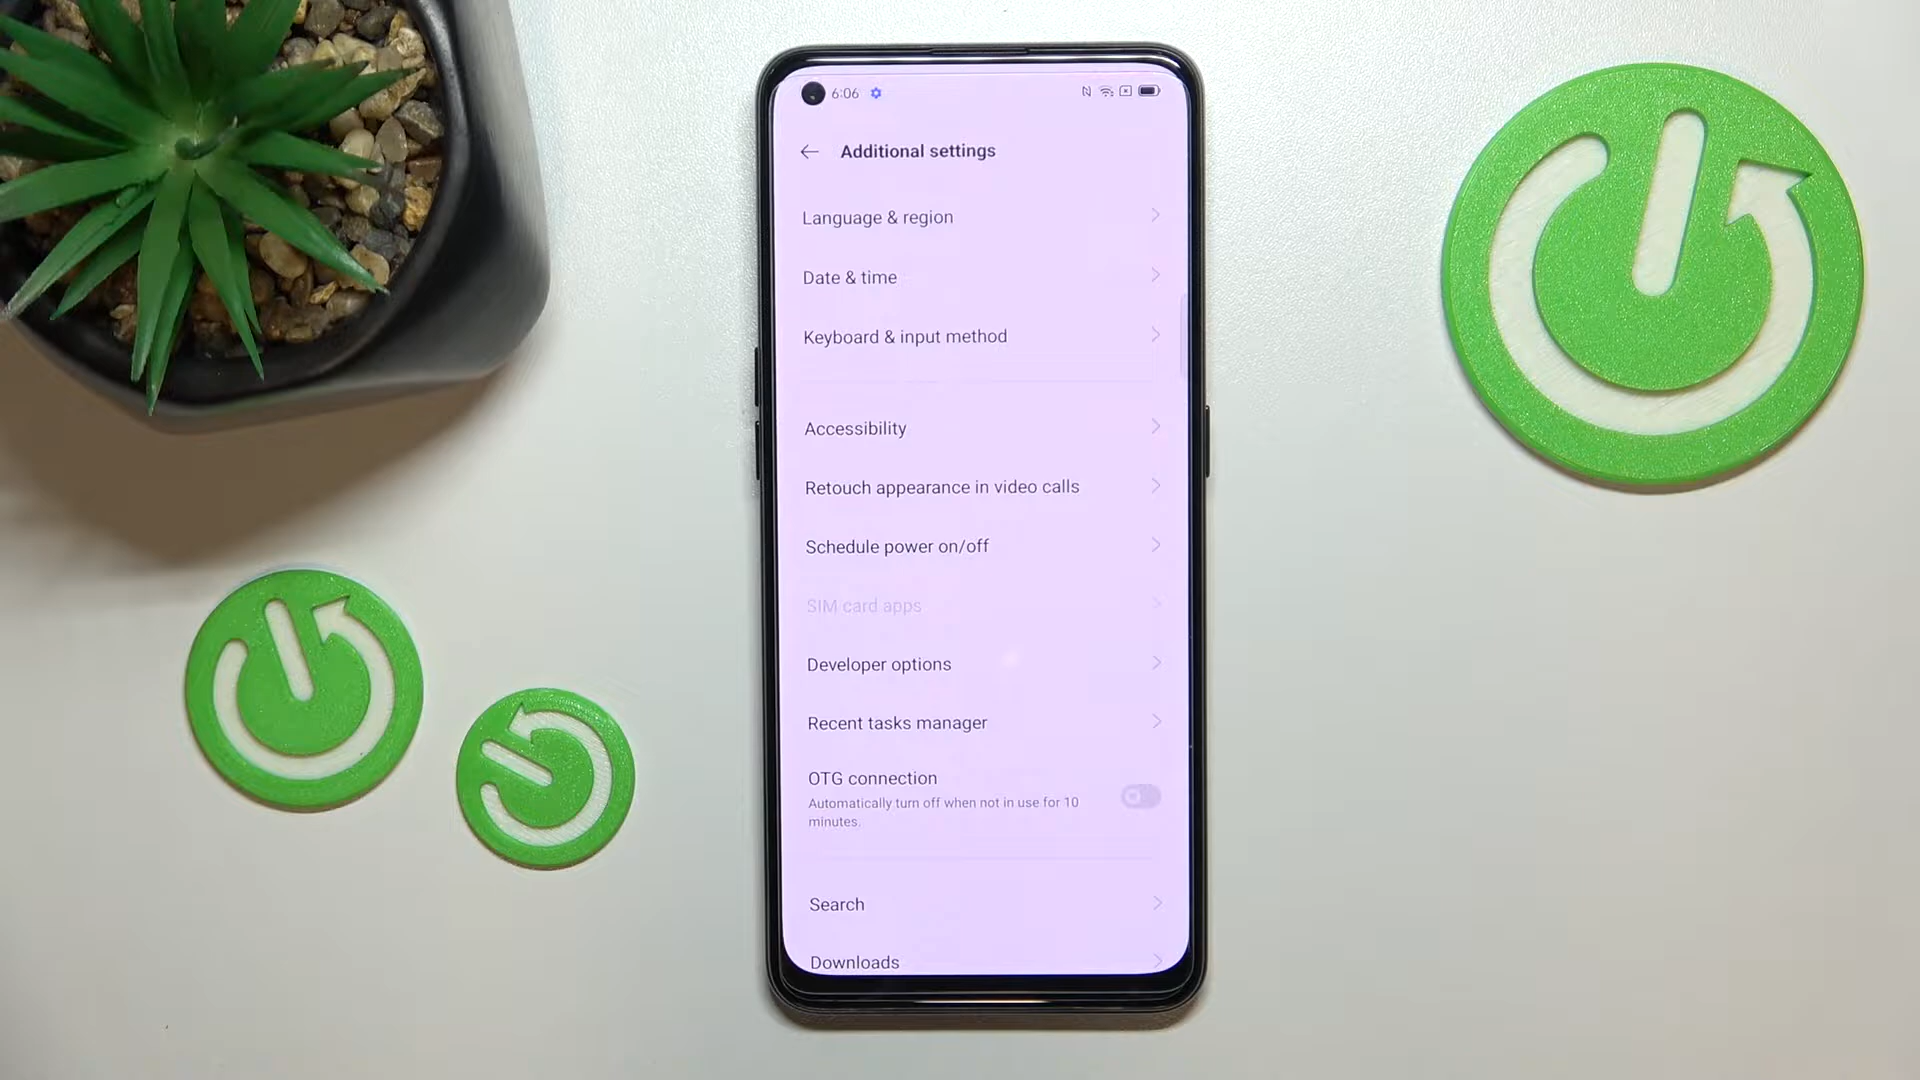 6:06
Additional settings
Language & region
Date & time
Keyboard & input method
Accessibility
Retouch appearance in video calls
Schedule power on/off
SIM card apps
Developer options
Recent tasks manager
OTG connection
Automatically turn off when not in use for 10
minutes.
Search
Downloads